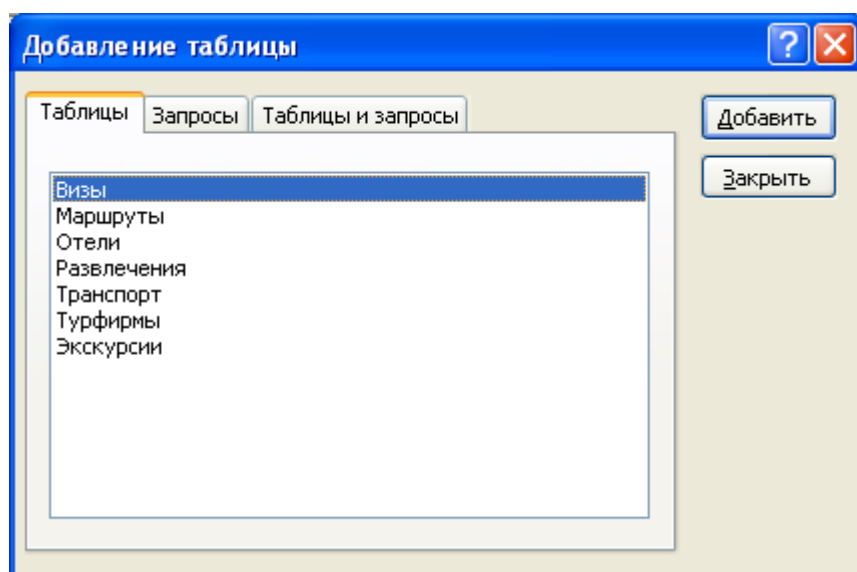 Добавление таблицы
Таблицы Запросы Таблицы и запросы
Добавить
Закрыть
Визы
Маршруты
Отели
Развлечения
Транспорт
Турфирмы
Экскурсии